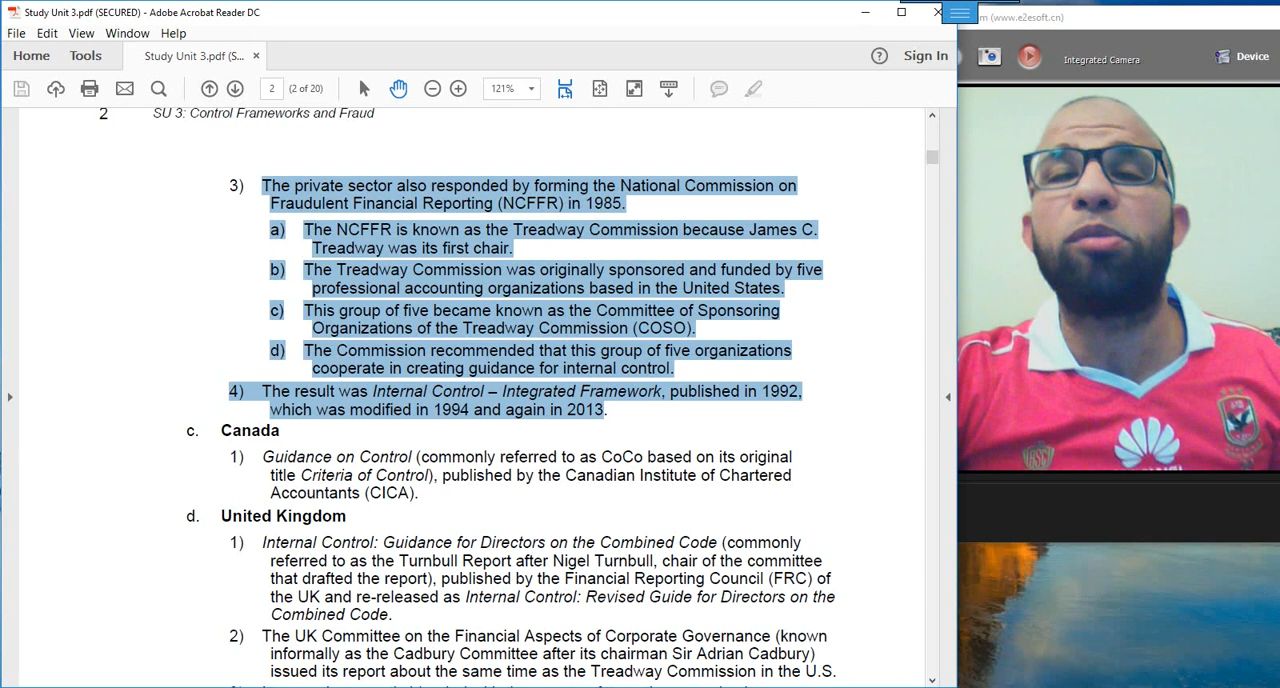 Study Unit 3.pdf (SECURED) - Adobe Acrobat Reader DC
m (www.e2esoft.cn)
File Edit View Window Help
Home Tools Study Unit 3.pdf (S... × Sign In
Integrated Camera Device
2 (2 of 20) 121%
2 SU 3: Control Frameworks and Fraud
3) The private sector also responded by forming the National Commission on
Fraudulent Financial Reporting (NCFFR) in 1985.
a) The NCFFR is known as the Treadway Commission because James C.
Treadway was its first chair.
b) The Treadway Commission was originally sponsored and funded by five
professional accounting organizations based in the United States.
c) This group of five became known as the Committee of Sponsoring
Organizations of the Treadway Commission (COSO).
d) The Commission recommended that this group of five organizations
cooperate in creating guidance for internal control.
4) The result was Internal Control – Integrated Framework, published in 1992,
which was modified in 1994 and again in 2013.
c. Canada
1) Guidance on Control (commonly referred to as CoCo based on its original
title Criteria of Control), published by the Canadian Institute of Chartered
Accountants (CICA).
d. United Kingdom
1) Internal Control: Guidance for Directors on the Combined Code (commonly
referred to as the Turnbull Report after Nigel Turnbull, chair of the committee
that drafted the report), published by the Financial Reporting Council (FRC) of
the UK and re-released as Internal Control: Revised Guide for Directors on the
Combined Code.
2) The UK Committee on the Financial Aspects of Corporate Governance (known
informally as the Cadbury Committee after its chairman Sir Adrian Cadbury)
issued its report about the same time as the Treadway Commission in the U.S.
HUAWEI